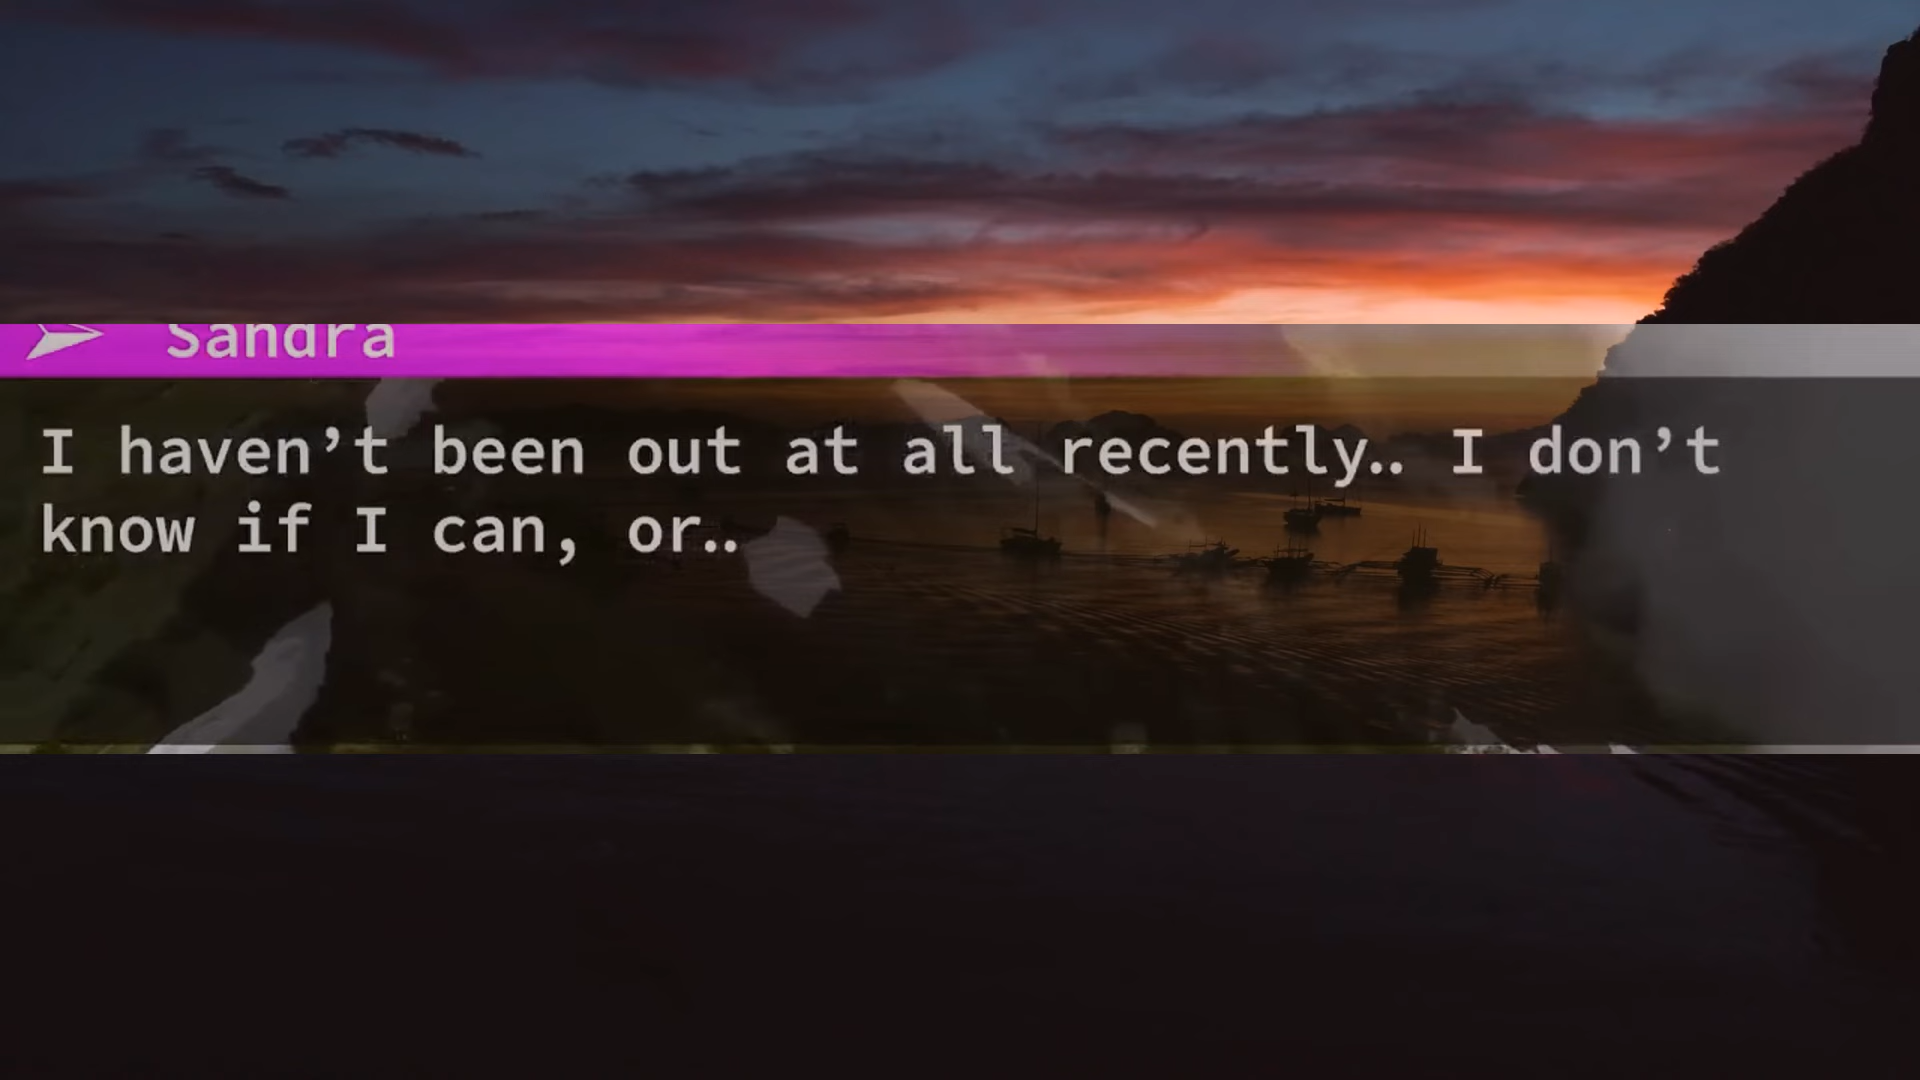 Sandra
I haven’t been out at all recently.. I don’t
know if I can, or..